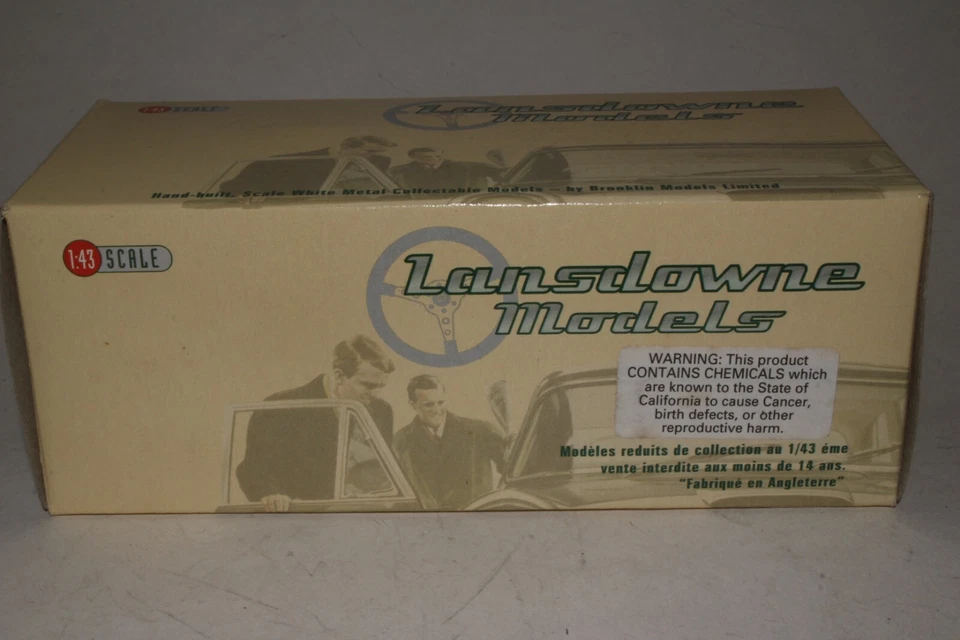 1:43 SCALE
Lansdowne
Models
Hand-built, Scale White Metal Collectable Models – by Brooklin Models Limited
1:43 SCALE
Lansdowne
Models
WARNING: This product
CONTAINS CHEMICALS which
are known to the State of
California to cause Cancer,
birth defects, or other
reproductive harm.
Modèles reduits de collection au 1/43 éme
vente interdite aux moins de 14 ans.
"Fabriqué en Angleterre"